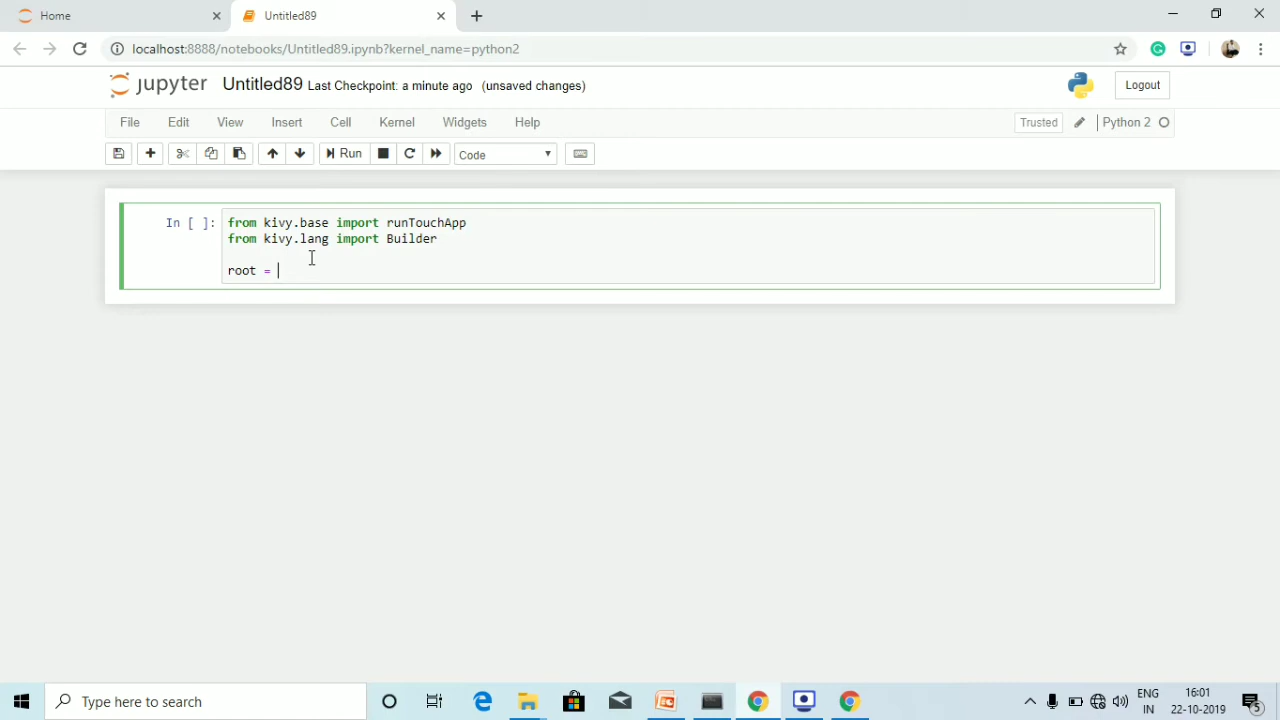 Home
Untitled89
localhost:8888/notebooks/Untitled89.ipynb?kernel_name=python2
jupyter Untitled89 Last Checkpoint: a minute ago (unsaved changes)
Logout
File Edit View Insert Cell Kernel Widgets Help
Trusted Python 2
Run Code
In [ ]: from kivy.base import runTouchApp
from kivy.lang import Builder
root =
Type here to search
ENG 16:01
IN 22-10-2019
5